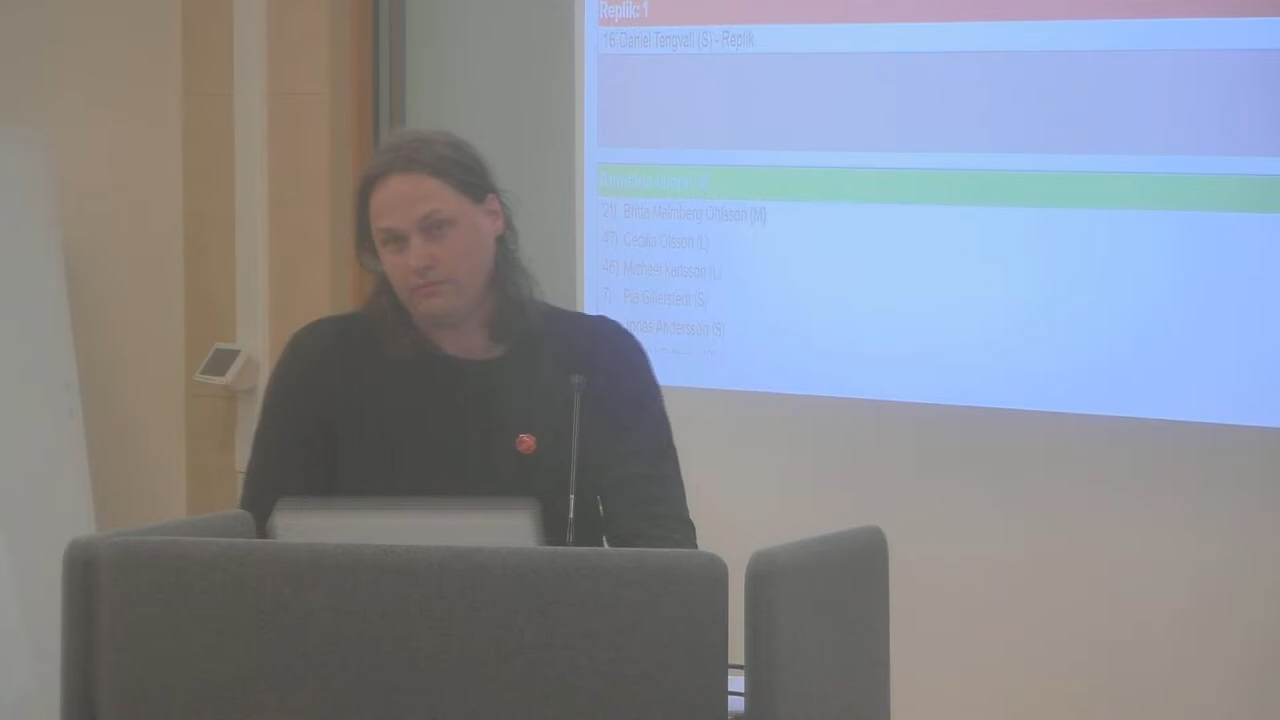 Replik: 1
16 Daniel Tengvall (S) - Replik
21) Britta Malmberg Ohlsson (M)
47) Cecilia Olsson (L)
46) Michael Karlsson (L)
7) Pia
(S)
Jonas Andersson (S)